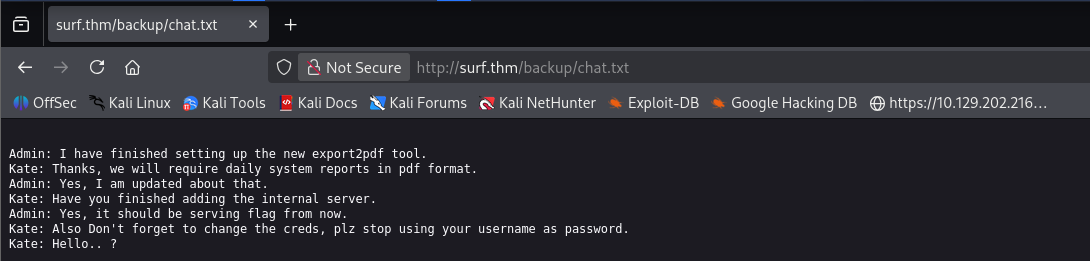 surf.thm/backup/chat.txt
Not Secure http://surf.thm/backup/chat.txt
OffSec Kali Linux Kali Tools Kali Docs Kali Forums Kali NetHunter Exploit-DB Google Hacking DB https://10.129.202.216…
Admin: I have finished setting up the new export2pdf tool.
Kate: Thanks, we will require daily system reports in pdf format.
Admin: Yes, I am updated about that.
Kate: Have you finished adding the internal server.
Admin: Yes, it should be serving flag from now.
Kate: Also Don't forget to change the creds, plz stop using your username as password.
Kate: Hello.. ?